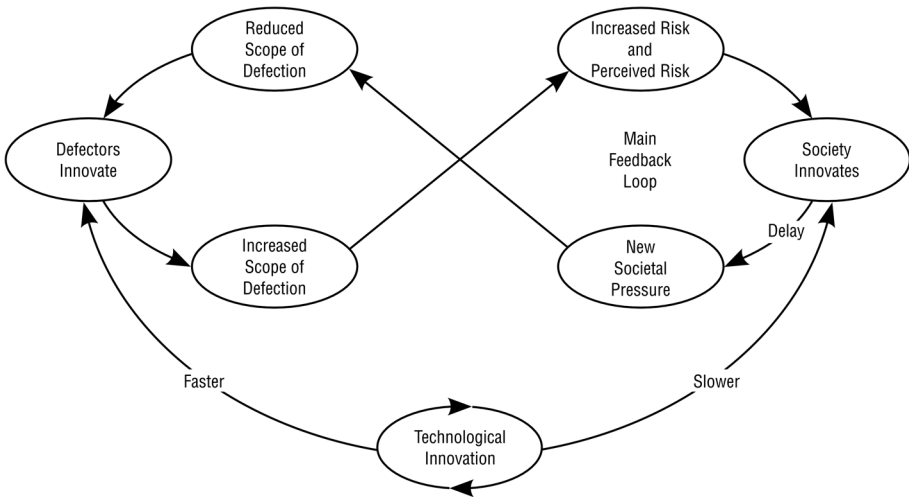 Reduced
Scope of
Defection
Increased Risk
and
Perceived Risk
Defectors
Innovate
Main
Feedback
Loop
Society
Innovates
Increased
Scope of
Defection
New
Societal
Pressure
Delay
Faster
Slower
Technological
Innovation